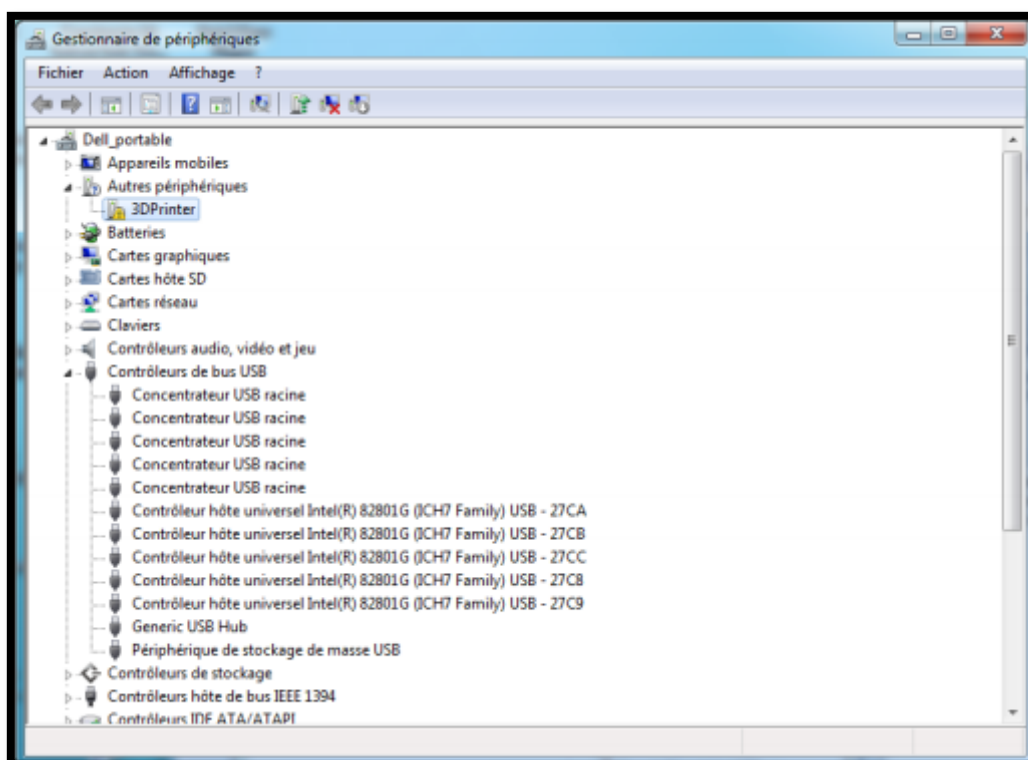 Gestionnaire de périphériques
Fichier Action Affichage ?
Dell_portable
Appareils mobiles
Autres périphériques
3DPrinter
Batteries
Cartes graphiques
Cartes hôte SD
Cartes réseau
Claviers
Contrôleurs audio, vidéo et jeu
Contrôleurs de bus USB
Concentrateur USB racine
Concentrateur USB racine
Concentrateur USB racine
Concentrateur USB racine
Concentrateur USB racine
Contrôleur hôte universel Intel(R) 82801G (ICH7 Family) USB - 27CA
Contrôleur hôte universel Intel(R) 82801G (ICH7 Family) USB - 27CB
Contrôleur hôte universel Intel(R) 82801G (ICH7 Family) USB - 27CC
Contrôleur hôte universel Intel(R) 82801G (ICH7 Family) USB - 27C8
Contrôleur hôte universel Intel(R) 82801G (ICH7 Family) USB - 27C9
Generic USB Hub
Périphérique de stockage de masse USB
Contrôleurs de stockage
Contrôleurs hôte de bus IEEE 1394
Contrôleurs IDE ATA/ATAPI